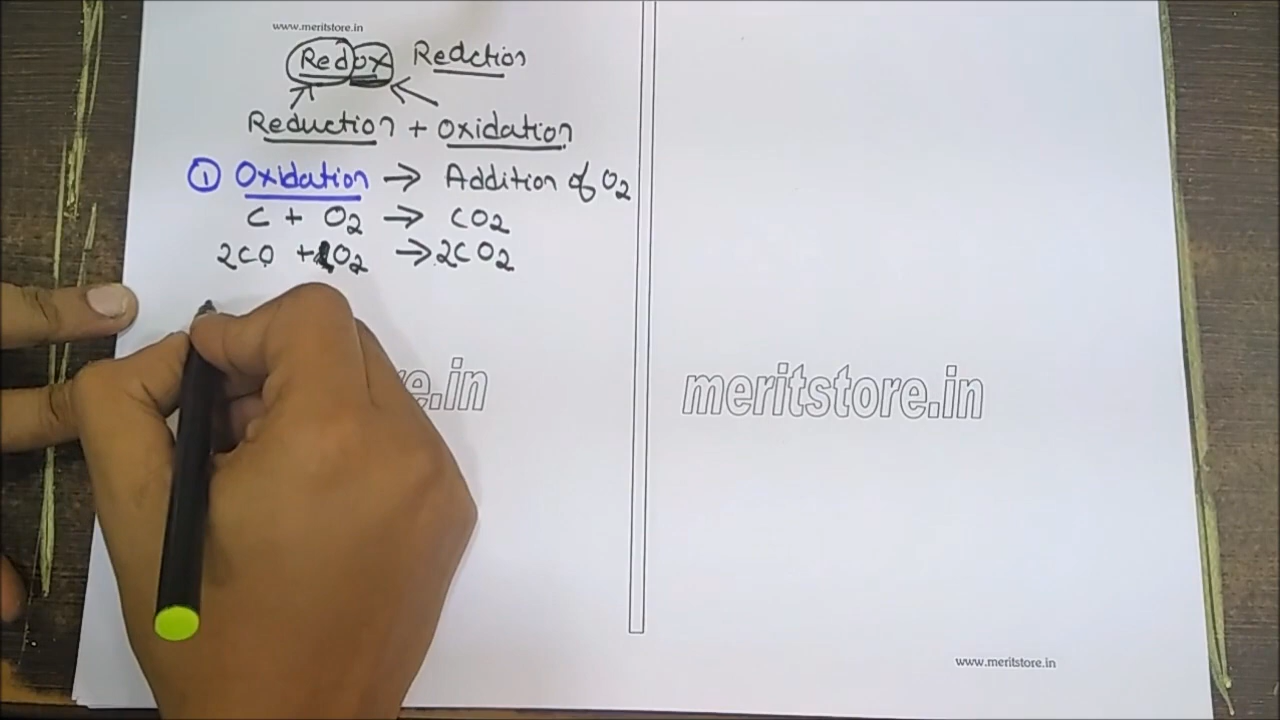 www.meritstore.in
Redox Reaction
Reduction + Oxidation
① Oxidation → Addition of O2
C + O2 → CO2
2CO + O2 → 2CO2
e.in
meritstore.in
www.meritstore.in